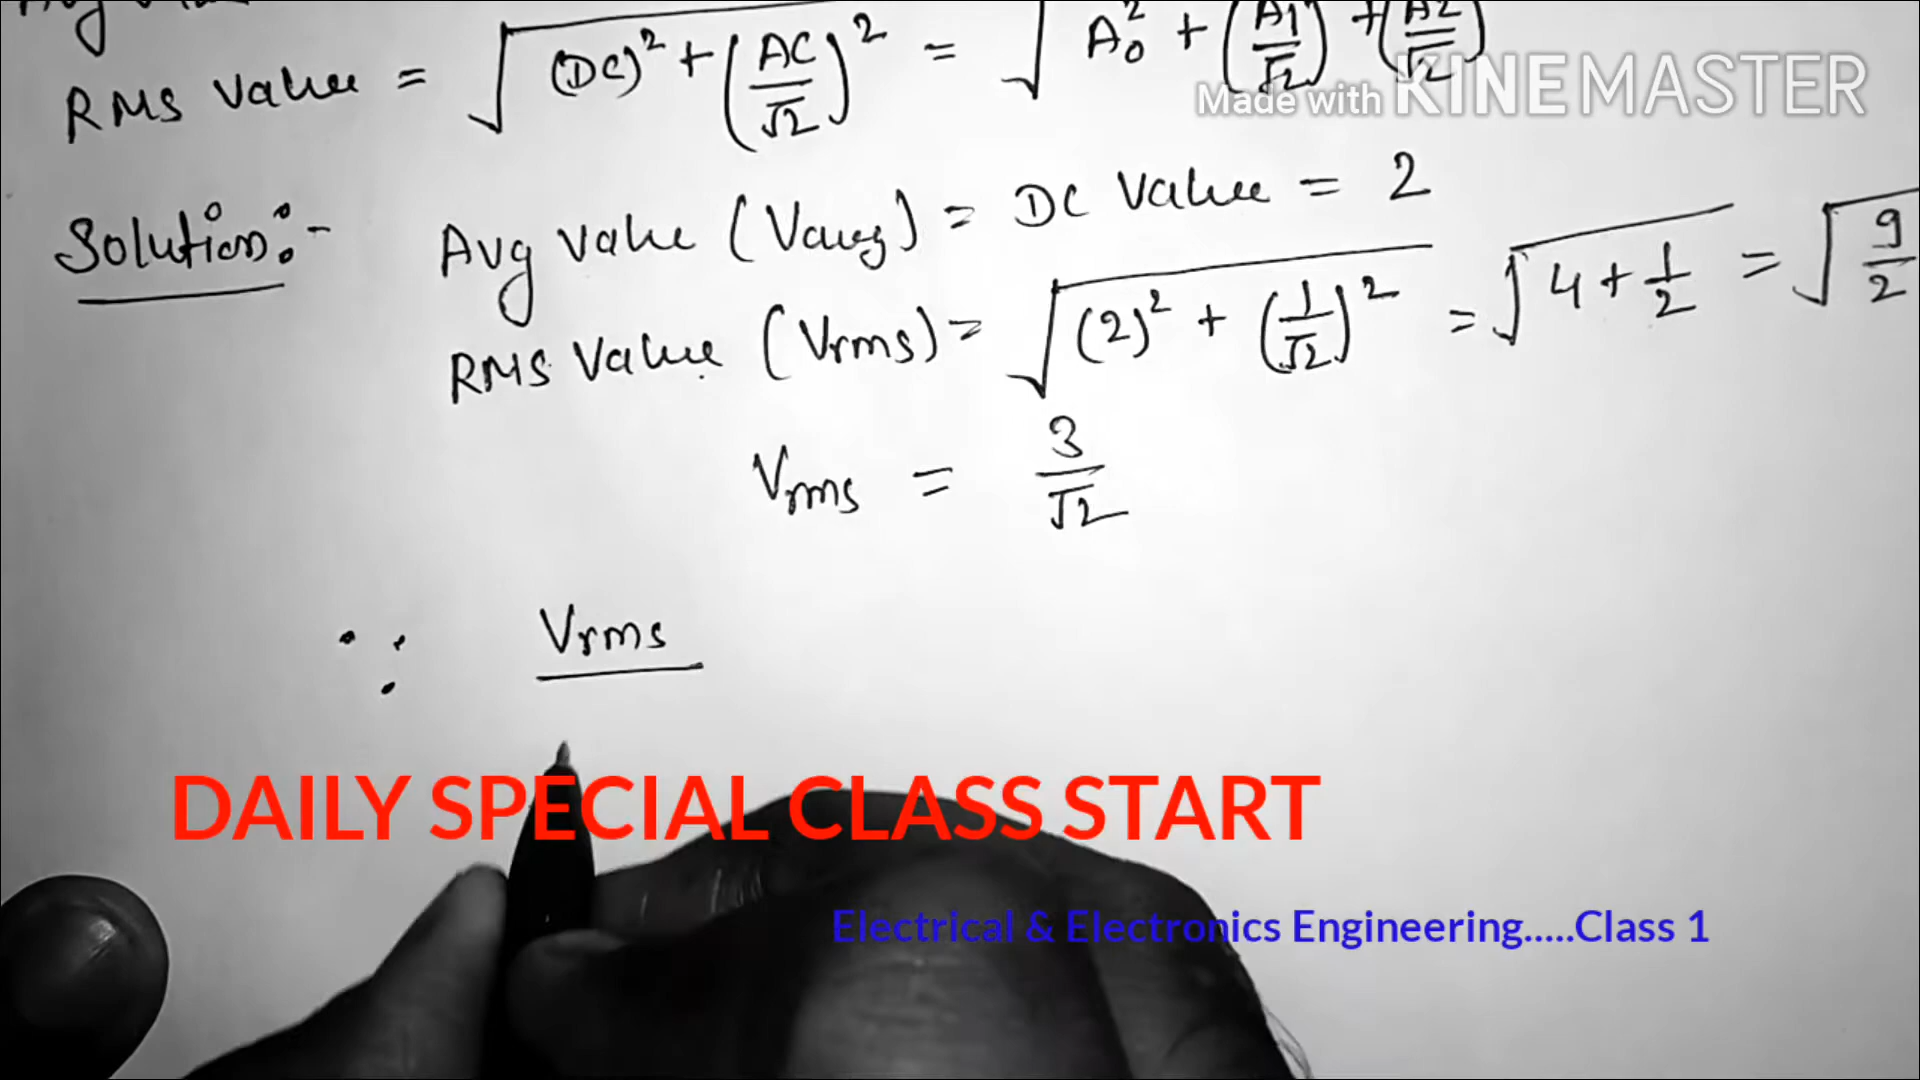 RMS Value = √(DC)² + (AC/√2)² = √A₀² + (A1/√2) + (A2/√2)
Made with KINEMASTER
Solution:- Avg Value (Vavg) = DC Value = 2
RMS Value (Vrms) = √(2)² + (1/√2)² = √4 + 1/2 = √9/2
Vrms = 3/√2
∵ Vrms
DAILY SPECIAL CLASS START
Electrical & Electronics Engineering.....Class 1